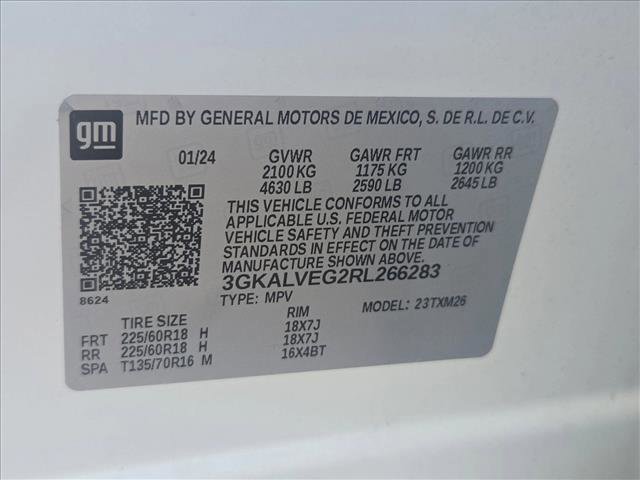 gm
MFD BY GENERAL MOTORS DE MEXICO, S. DE R.L. DE C.V.
01/24 GVWR GAWR FRT GAWR RR
2100 KG 1175 KG 1200 KG
4630 LB 2590 LB 2645 LB
THIS VEHICLE CONFORMS TO ALL
APPLICABLE U.S. FEDERAL MOTOR
VEHICLE SAFETY AND THEFT PREVENTION
STANDARDS IN EFFECT ON THE DATE
OF MANUFACTURE SHOWN ABOVE.
3GKALVEG2RL266283
8624
TYPE: MPV MODEL: 23TXM26
TIRE SIZE RIM
FRT 225/60R18 H 18X7J
RR 225/60R18 H 18X7J
SPA T135/70R16 M 16X4BT